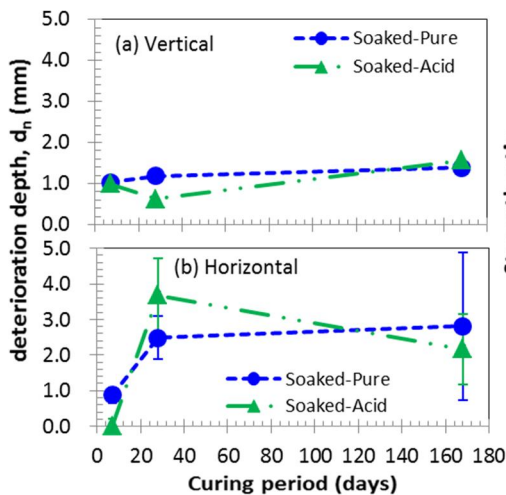 5.0
(a) Vertical
Soaked-Pure
4.0
Soaked-Acid
3.0
2.0
1.0
0.0
deterioration depth, dn (mm)
5.0
(b) Horizontal
4.0
3.0
2.0
Soaked-Pure
1.0
Soaked-Acid
0.0
0 20 40 60 80 100 120 140 160 180
Curing period (days)